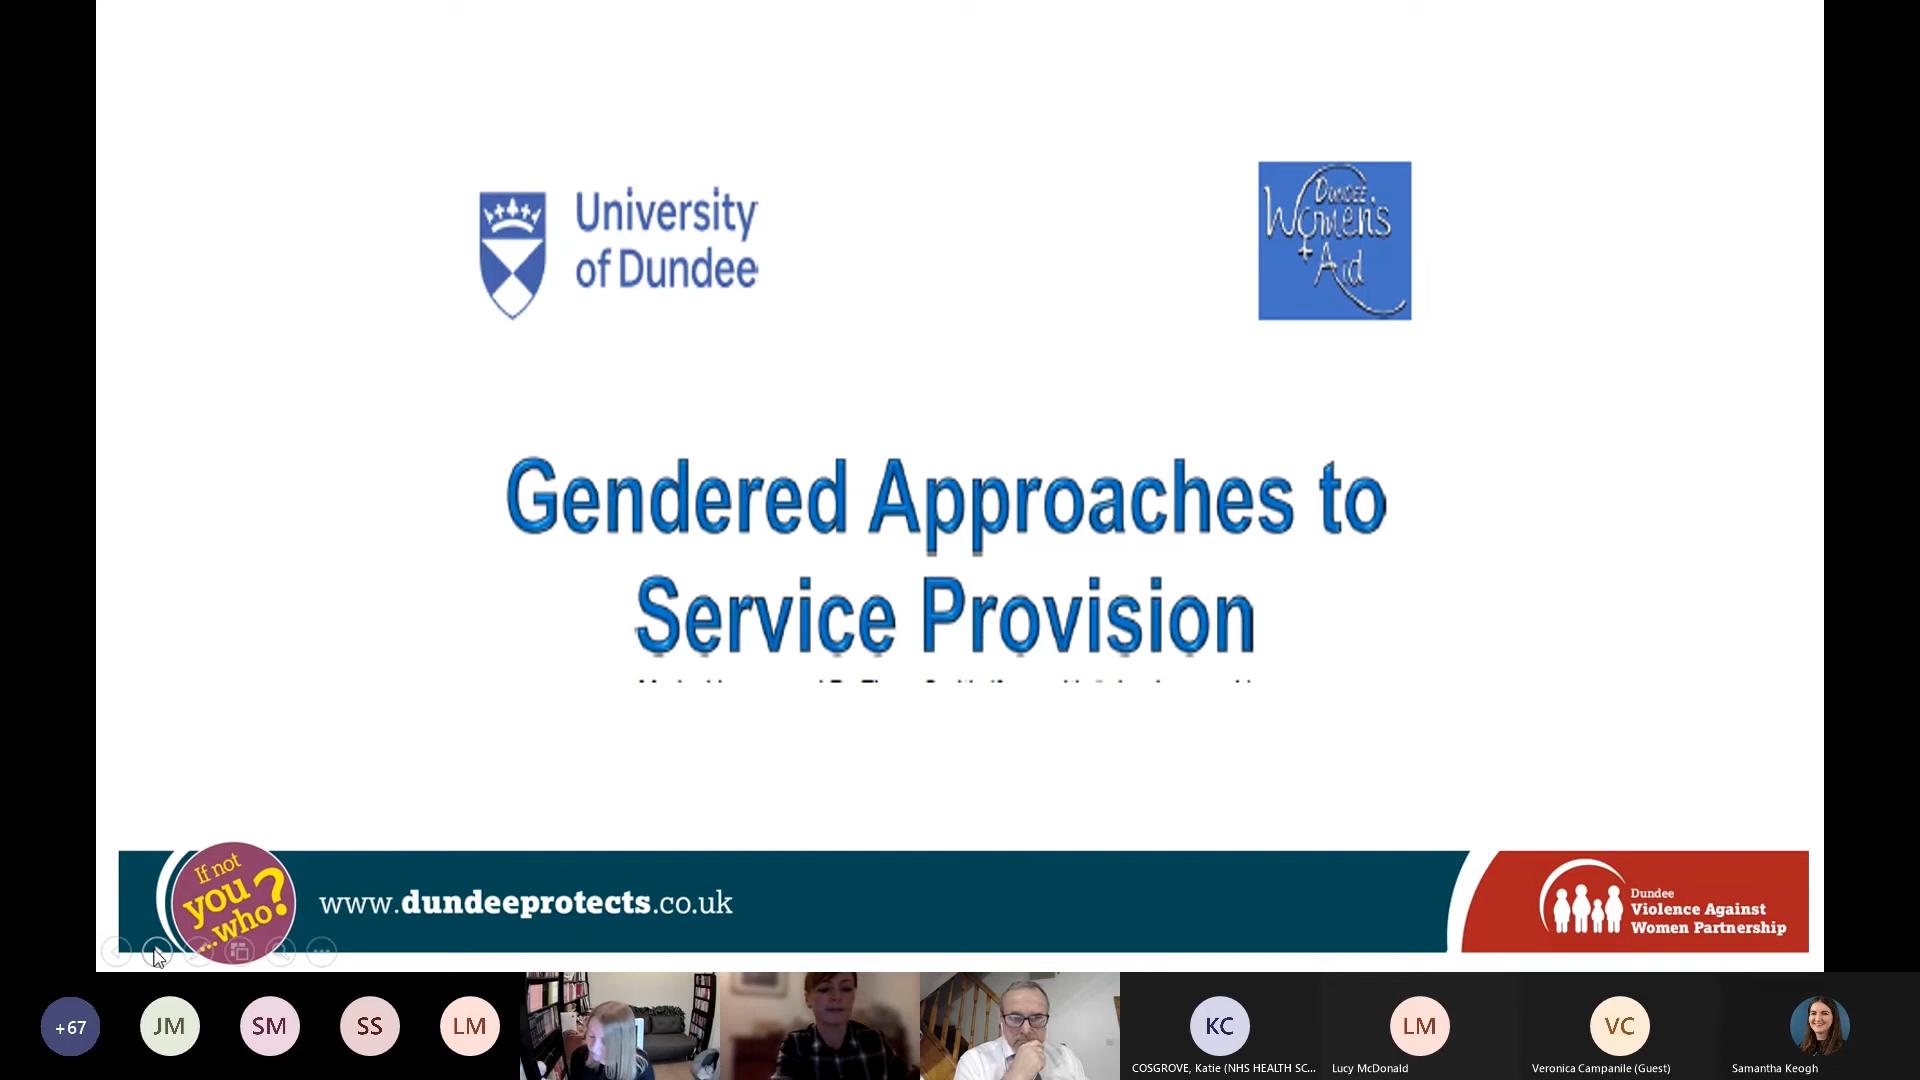 University
of Dundee
Dundee
Women's
Aid
Gendered Approaches to
Service Provision
If not
you
...who?
www.dundeeprotects.co.uk
Dundee
Violence Against
Women Partnership
+67
JM
SM
SS
LM
KC
COSGROVE, Katie (NHS HEALTH SC...
LM
Lucy McDonald
VC
Veronica Campanile (Guest)
Samantha Keogh